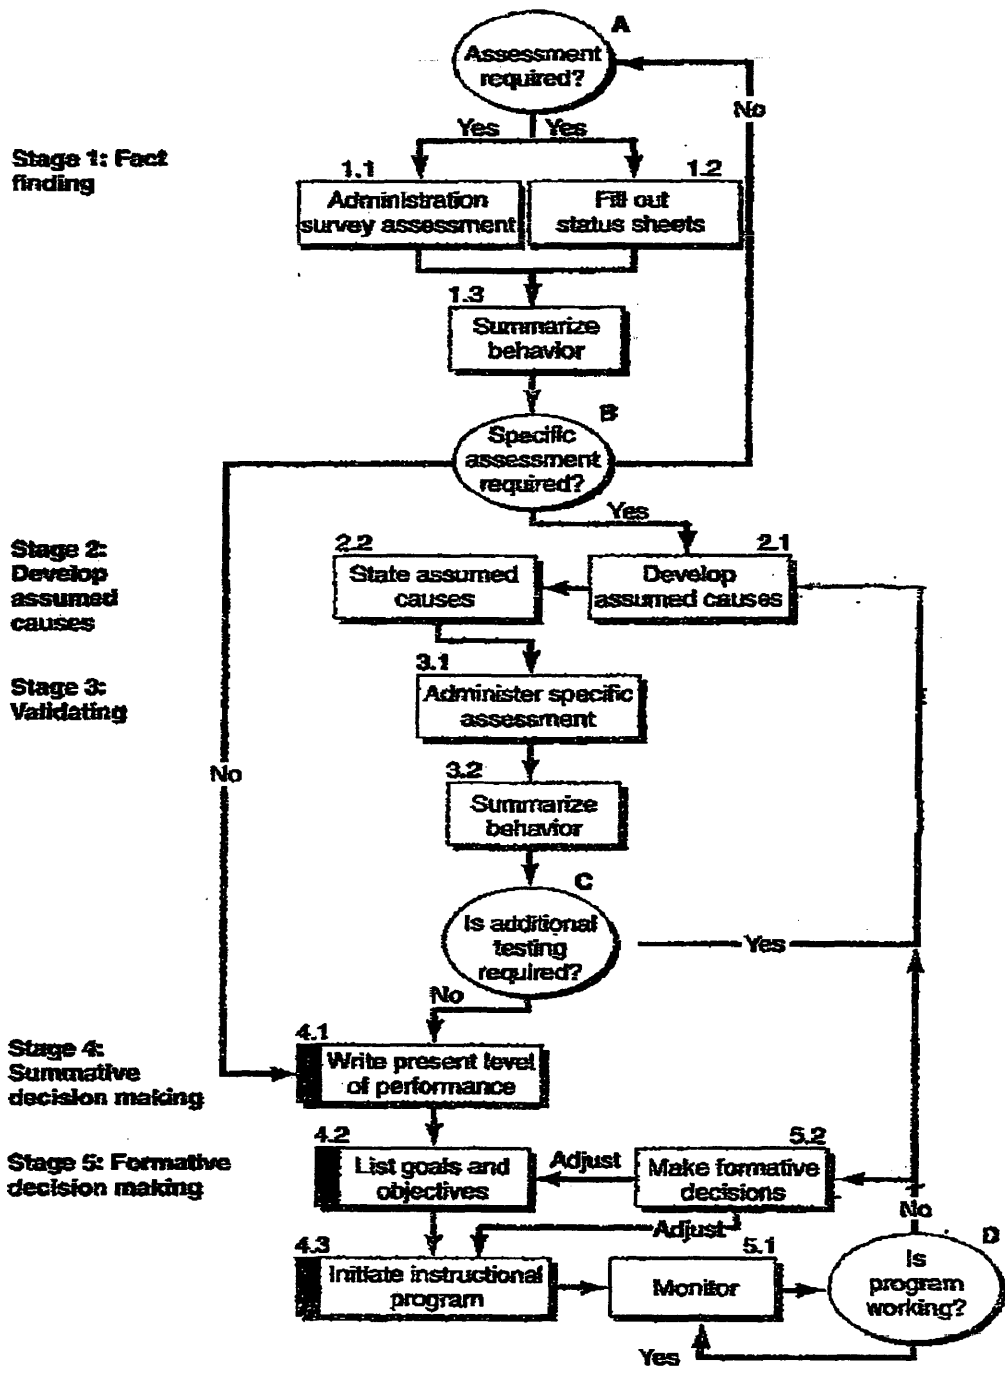 A
Assessment
required?
No
Yes Yes
Stage 1: Fact
finding
1.1
Administration
survey assessment
1.2
Fill out
status sheets
1.3
Summarize
behavior
B
Specific
assessment
required?
Yes
Stage 2:
Develop
assumed
causes
2.2
State assumed
causes
2.1
Develop
assumed causes
Stage 3:
Validating
3.1
Administer specific
assessment
No
3.2
Summarize
behavior
C
Is additional
testing
required?
Yes
No
Stage 4:
Summative
decision making
4.1
Write present level
of performance
Stage 5: Formative
decision making
4.2
List goals and
objectives
Adjust
5.2
Make formative
decisions
No
Adjust
4.3
Initiate instructional
program
5.1
Monitor
D
Is
program
working?
Yes